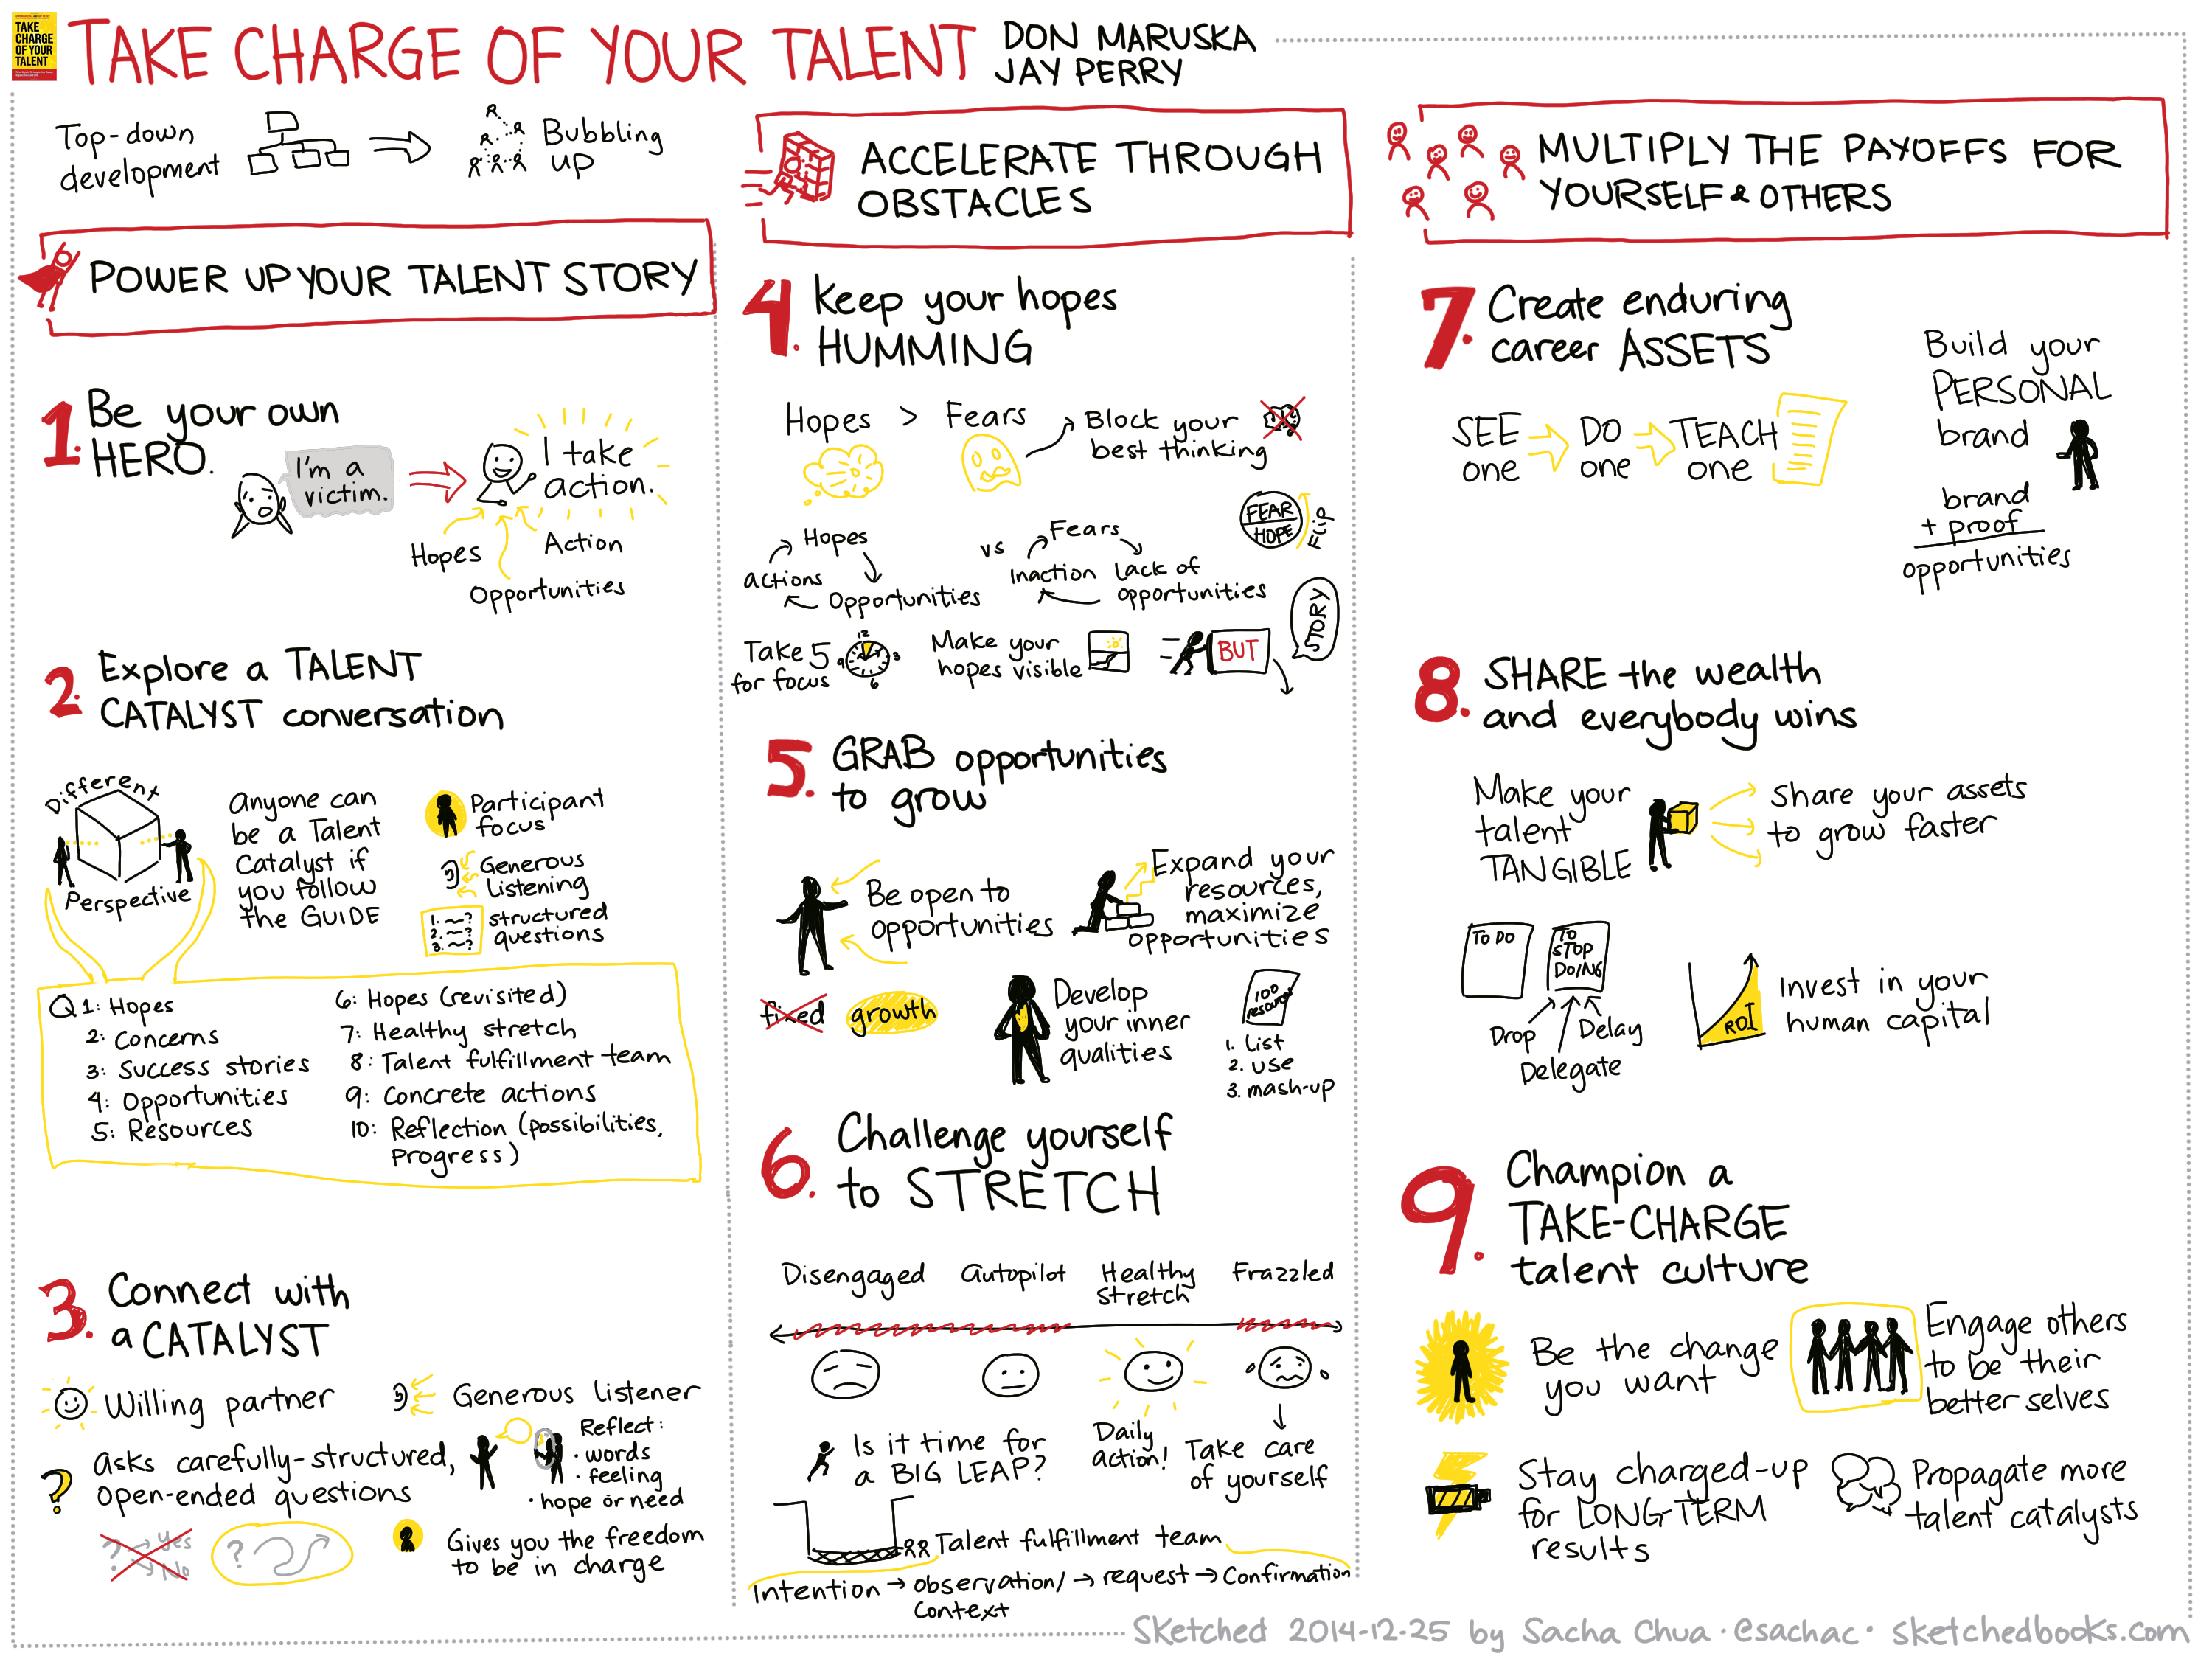 TAKE CHARGE OF YOUR TALENT
TAKE CHARGE OF YOUR TALENT
DON MARUSKA
JAY PERRY
Top-down
development
Bubbling
up
POWER UP YOUR TALENT STORY
1. Be your own
HERO.
I'm a
victim.
I take
action.
Hopes
Action
Opportunities
2. Explore a TALENT
CATALYST conversation
Different
Perspective
Anyone can
be a Talent
Catalyst if
you follow
the GUIDE
Participant
focus
Generous
listening
1. ~?
2. ~?
3. ~?
structured
questions
Q1: Hopes
2: Concerns
3: Success stories
4: Opportunities
5: Resources
6: Hopes (revisited)
7: Healthy stretch
8: Talent fulfillment team
9: Concrete actions
10: Reflection (possibilities,
Progress)
3. Connect with
a CATALYST
Willing partner
Generous listener
? Asks carefully-structured,
open-ended questions
Reflect:
· words
· feeling
· hope or need
? → Yes
→ No
?
Gives you the freedom
to be in charge
ACCELERATE THROUGH
OBSTACLES
4. Keep your hopes
HUMMING
Hopes > Fears
Block your
best thinking
Hopes
actions
Opportunities
vs
Fears
Inaction
Lack of
opportunities
FEAR
HOPE
Flip
Take 5
for focus
12
3
6
9
Make your
hopes visible
BUT
STORY
5. GRAB opportunities
to grow
Be open to
opportunities
Expand your
resources,
maximize
opportunities
fixed
growth
Develop
your inner
qualities
100
resources
1. list
2. use
3. mash-up
6. Challenge yourself
to STRETCH
Disengaged
Autopilot
Healthy
stretch
Frazzled
Is it time for
a BIG LEAP?
Daily
action!
Take care
of yourself
Talent fulfillment team
Intention → observation/ → request → Confirmation
Context
MULTIPLY THE PAYOFFS FOR
YOURSELF & OTHERS
7. Create enduring
career ASSETS
SEE
one
DO
one
TEACH
one
Build your
PERSONAL
brand
brand
+ proof
opportunities
8. SHARE the wealth
and everybody wins
Make your
talent
TANGIBLE
Share your assets
to grow faster
TO DO
TO
STOP
DOING
Drop
Delay
Delegate
ROI
Invest in your
human capital
9. Champion a
TAKE-CHARGE
talent culture
Be the change
you want
Engage others
to be their
better selves
Stay charged-up
for LONG-TERM
results
Propagate more
talent catalysts
Sketched 2014-12-25 by Sacha Chua · @sachac · sketchedbooks.com